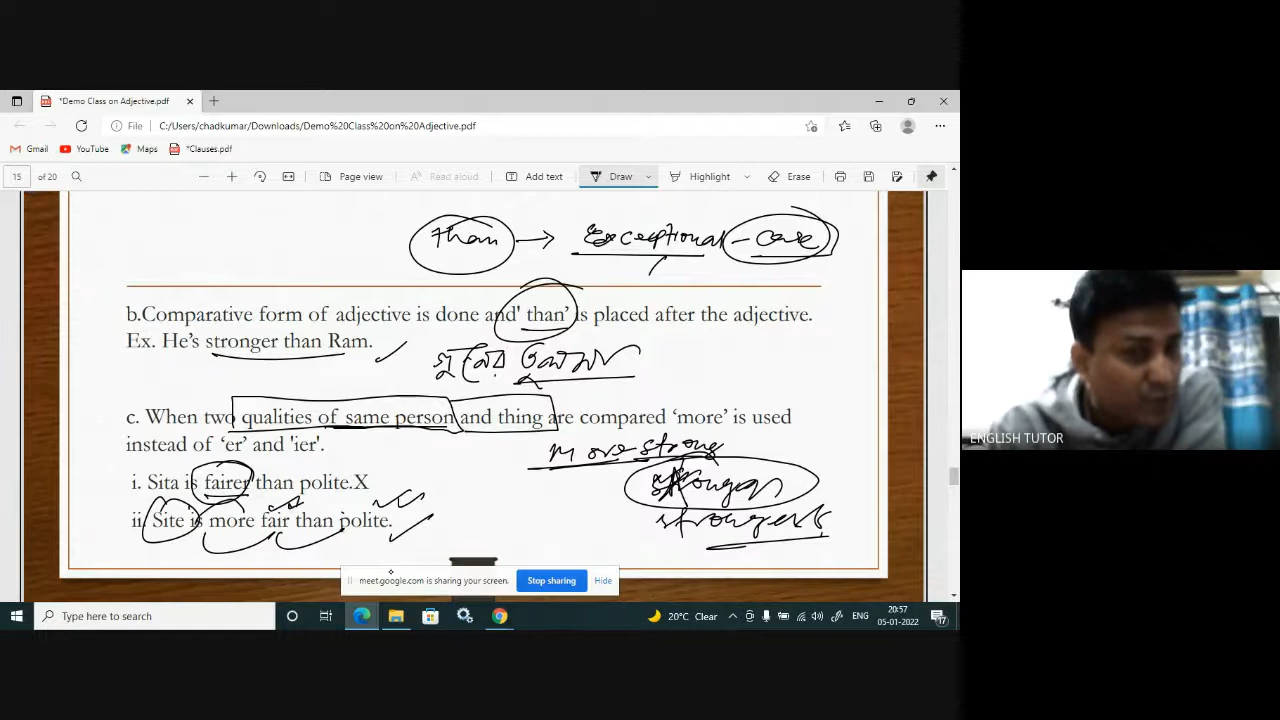 *Demo Class on Adjective.pdf
File C:/Users/chadkumar/Downloads/Demo%20Class%20on%20Adjective.pdf
Gmail YouTube Maps *Clauses.pdf
15 of 20 Page view Read aloud Add text Draw Highlight Erase
than → Exceptional - case
b.Comparative form of adjective is done and' than' is placed after the adjective.
Ex. He's stronger than Ram.
c. When two qualities of same person and thing are compared 'more' is used
instead of 'er' and 'ier'.
more strong
i. Sita is fairer than polite.X
stronger
ii. Site is more fair than polite.
strongest
ENGLISH TUTOR
meet.google.com is sharing your screen. Stop sharing Hide
Type here to search 20°C Clear ENG 20:57
05-01-2022 17